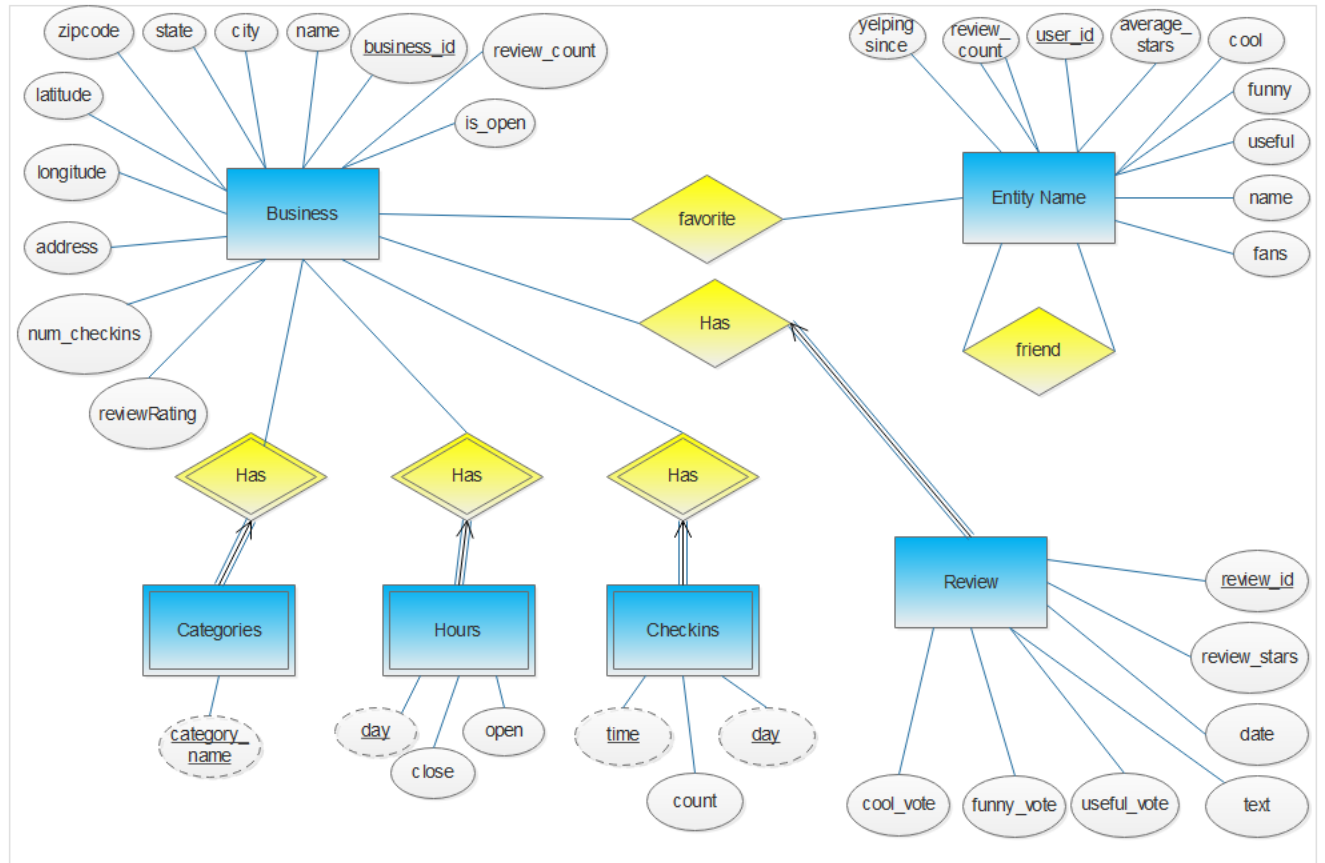 zipcode
state
city
name
business_id
review_count
latitude
is_open
longitude
Business
address
num_checkins
reviewRating
yelping
since
review_
count
user_id
average_
stars
cool
funny
useful
Entity Name
name
fans
favorite
Has
friend
Has
Has
Has
Categories
Hours
Checkins
Review
review_id
review_stars
date
text
category_
name
day
close
open
time
count
day
cool_vote
funny_vote
useful_vote